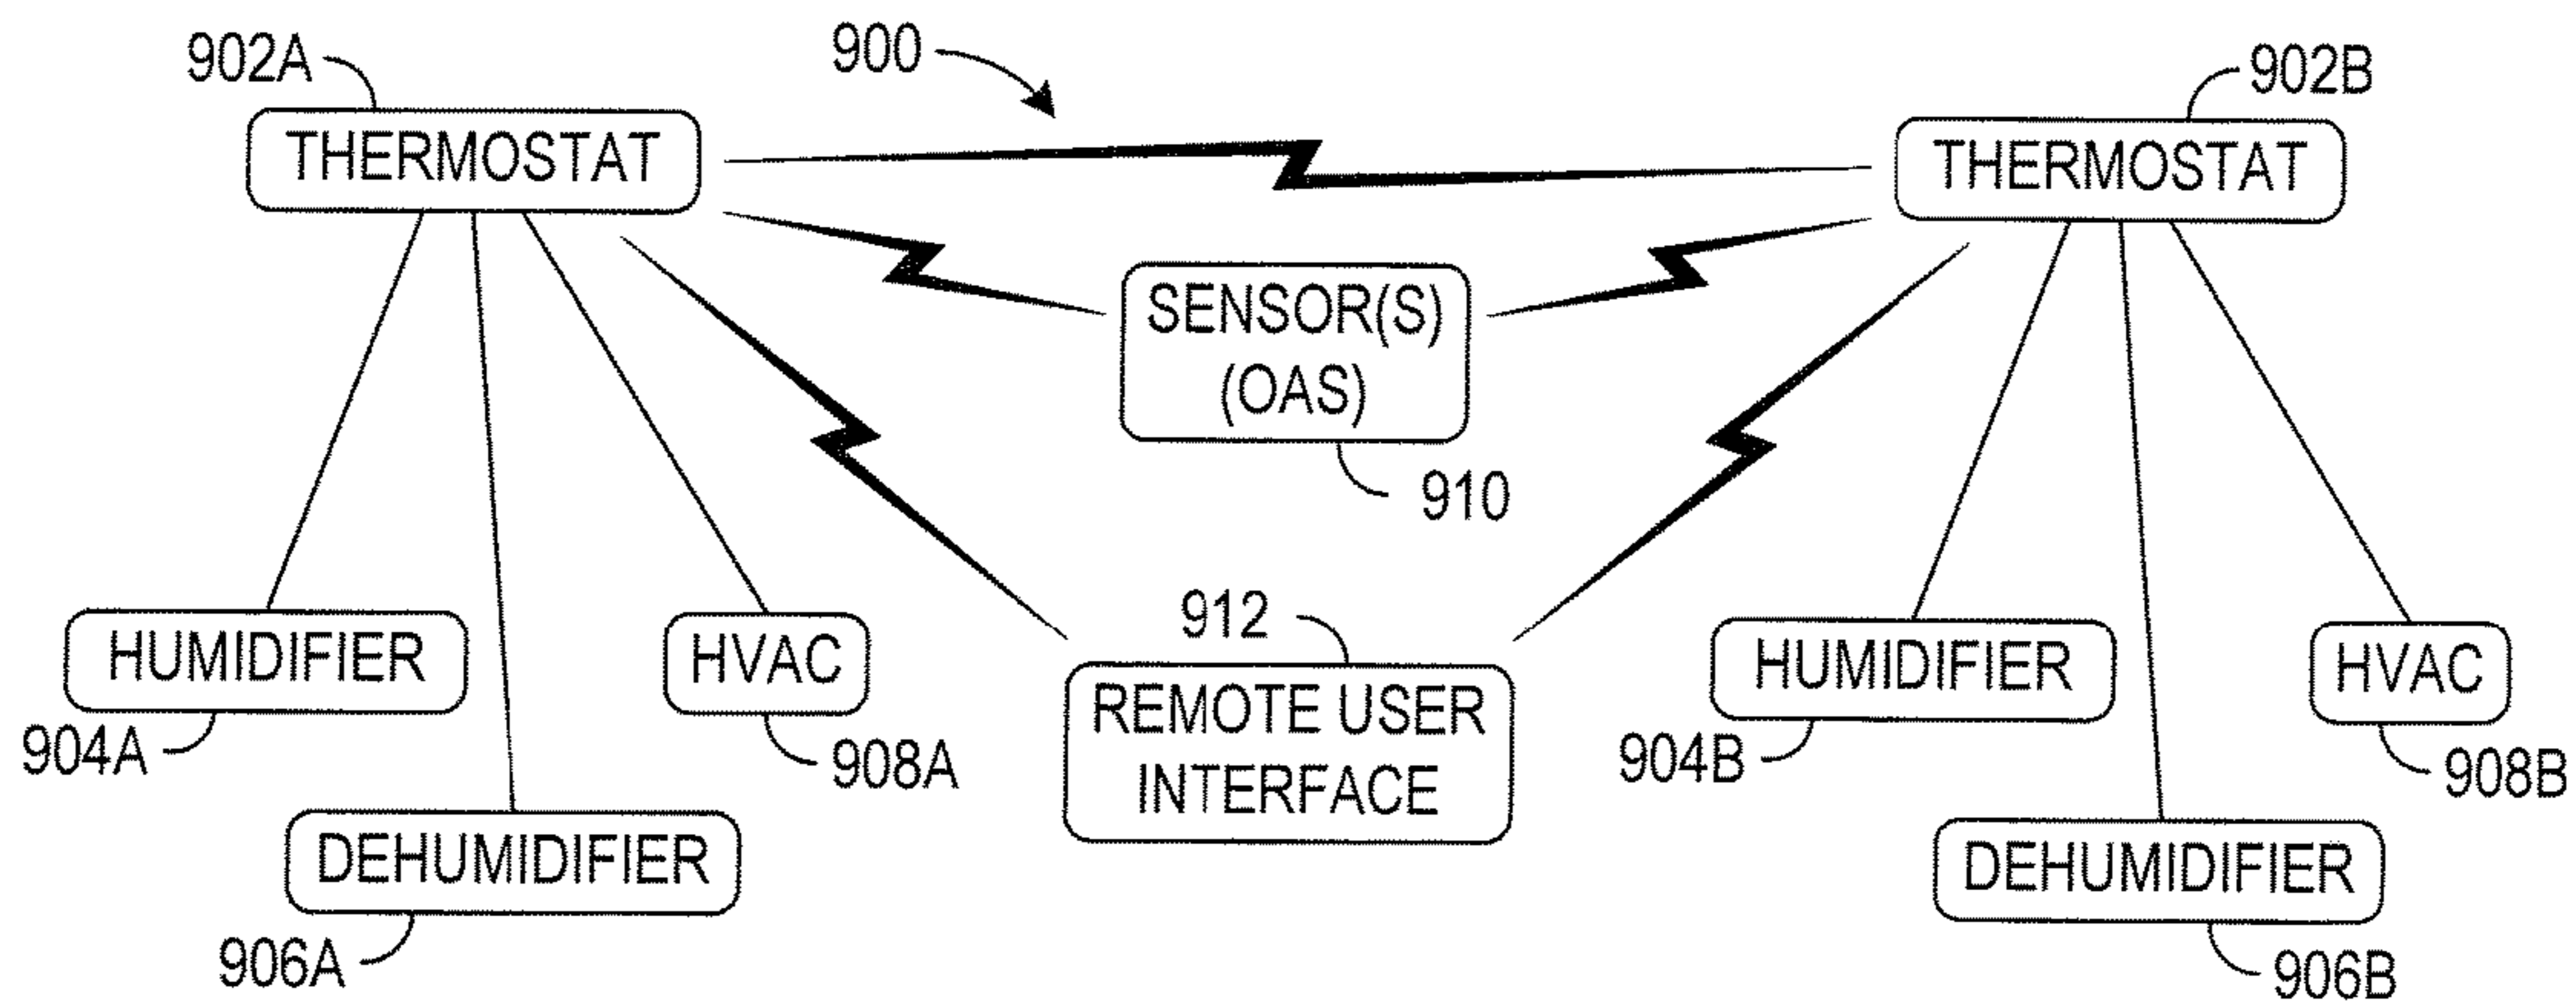 900
902A
902B
THERMOSTAT
THERMOSTAT
SENSOR(S)
(OAS)
910
912
HUMIDIFIER
HVAC
REMOTE USER
INTERFACE
HUMIDIFIER
HVAC
904A
908A
904B
908B
DEHUMIDIFIER
DEHUMIDIFIER
906A
906B